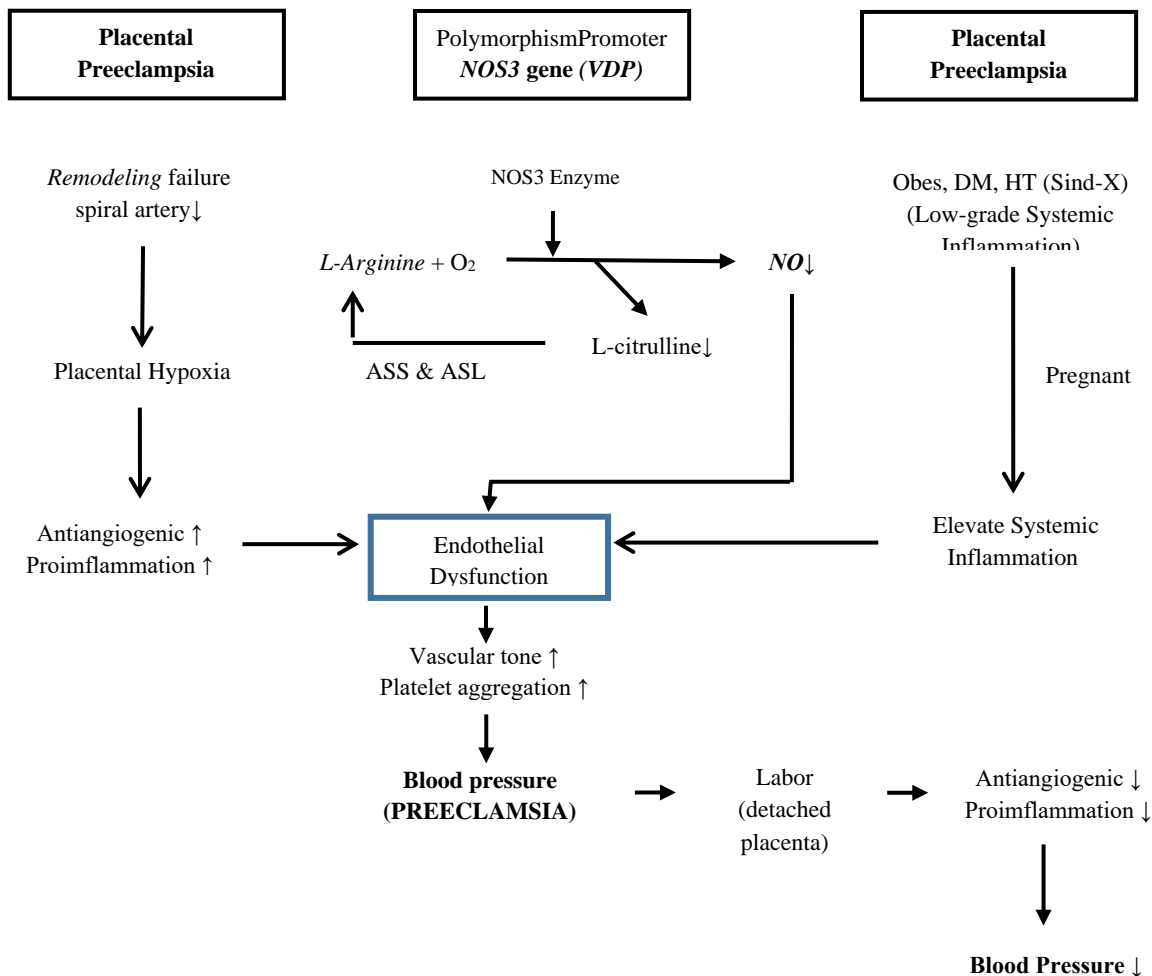 Placental
Preeclampsia
PolymorphismPromoter
NOS3 gene (VDP)
Placental
Preeclampsia
Remodeling failure
spiral artery↓
NOS3 Enzyme
Obes, DM, HT (Sind-X)
(Low-grade Systemic
Inflammation)
L-Arginine + O₂
NO↓
L-citrulline↓
ASS & ASL
Placental Hypoxia
Pregnant
Antiangiogenic ↑
Proimflammation ↑
Endothelial
Dysfunction
Elevate Systemic
Inflammation
Vascular tone ↑
Platelet aggregation ↑
Blood pressure
(PREECLAMSIA)
Labor
(detached
placenta)
Antiangiogenic ↓
Proimflammation ↓
Blood Pressure ↓